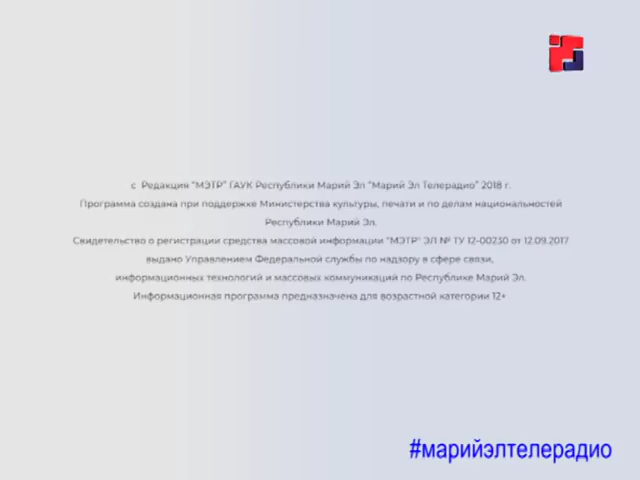 с Редакция "МЭТР" ГАУК Республики Марий Эл "Марий Эл Телерадио" 2018 г.
Программа создана при поддержке Министерства культуры, печати и по делам национальностей
Республики Марий Эл.
Свидетельство о регистрации средства массовой информации "МЭТР" ЭЛ № ТУ 12-00230 от 12.09.2017
выдано Управлением Федеральной службы по надзору в сфере связи,
информационных технологий и массовых коммуникаций по Республике Марий Эл.
Информационная программа предназначена для возрастной категории 12+
#марийэлтелерадио